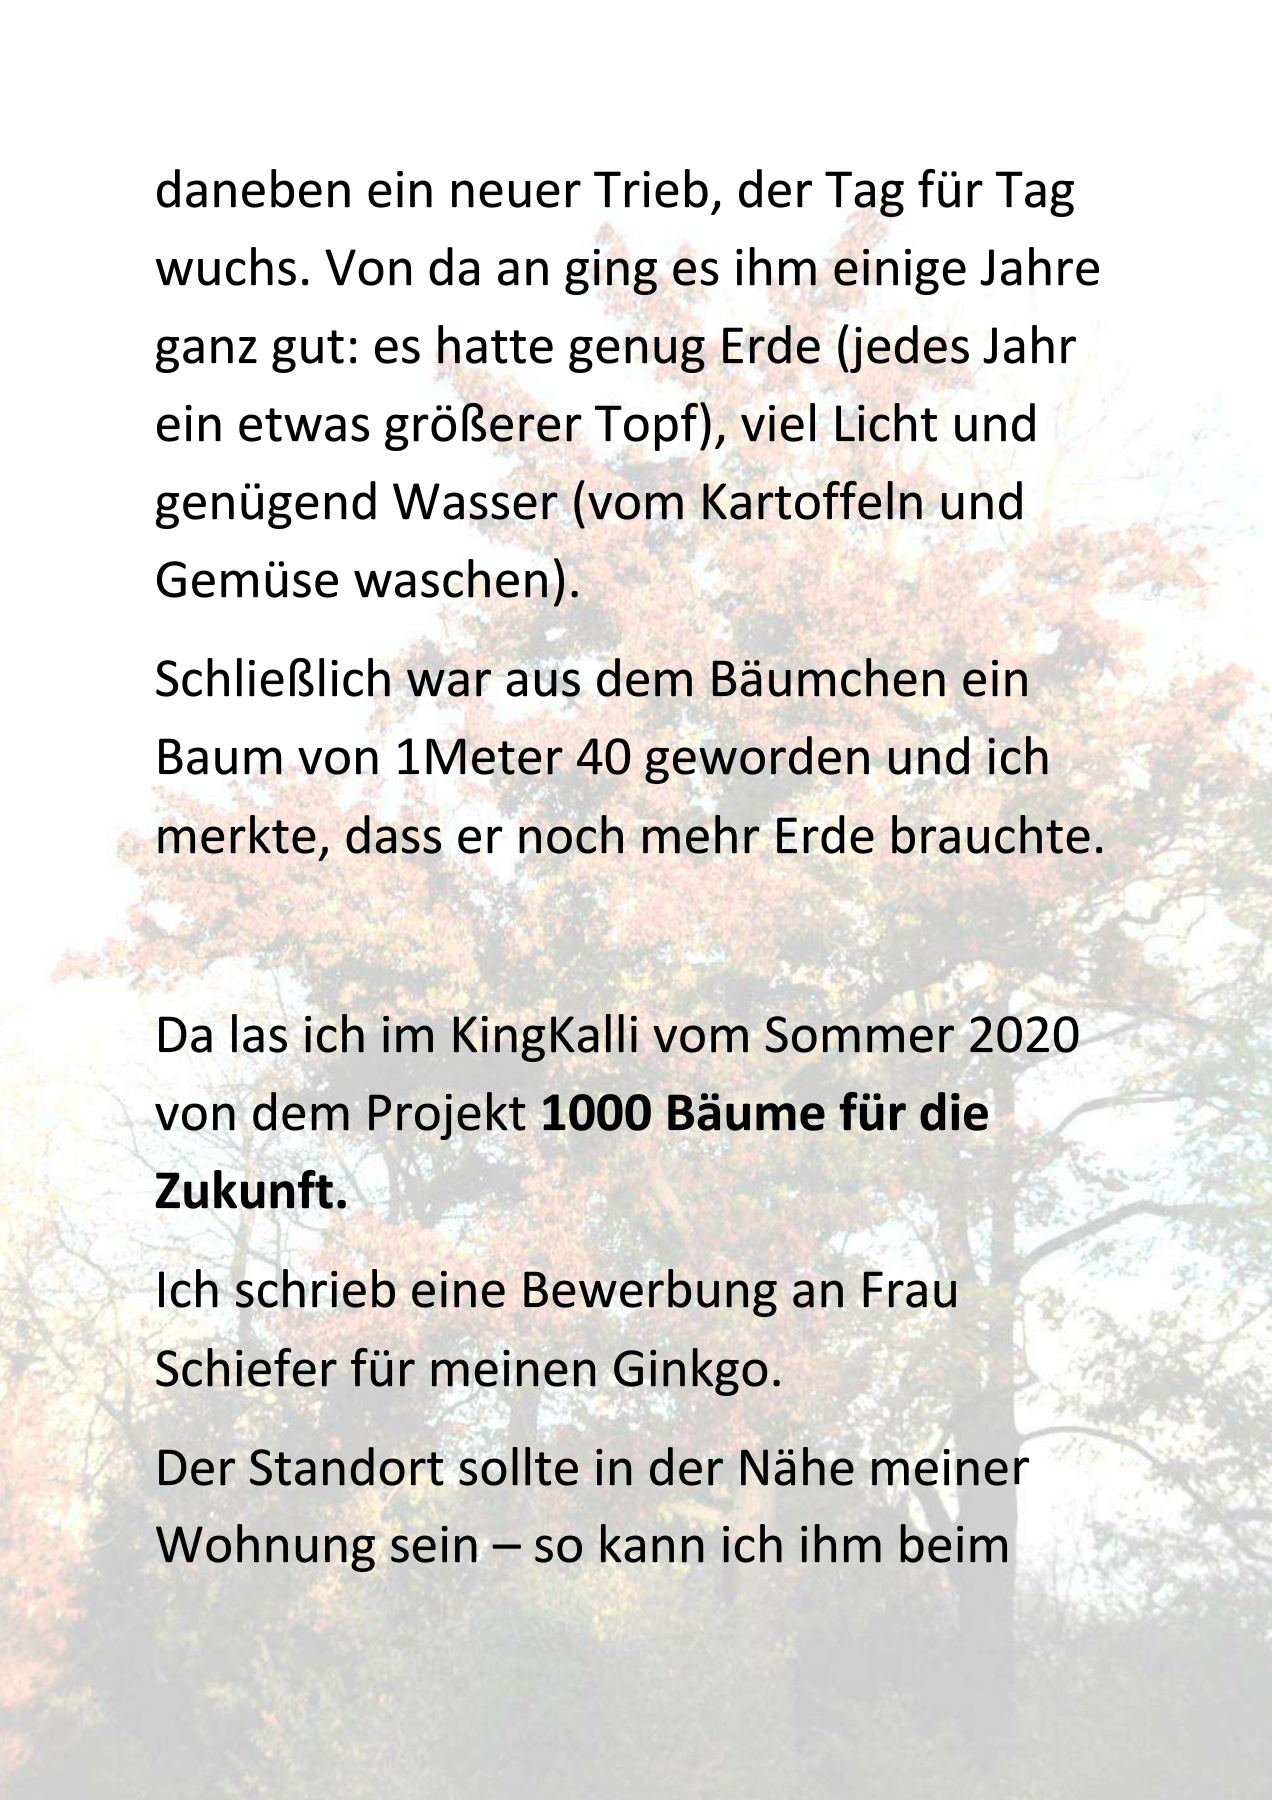 daneben ein neuer Trieb, der Tag für Tag
wuchs. Von da an ging es ihm einige Jahre
ganz gut: es hatte genug Erde (jedes Jahr
ein etwas größerer Topf), viel Licht und
genügend Wasser (vom Kartoffeln und
Gemüse waschen).
Schließlich war aus dem Bäumchen ein
Baum von 1Meter 40 geworden und ich
merkte, dass er noch mehr Erde brauchte.
Da las ich im KingKalli vom Sommer 2020
von dem Projekt 1000 Bäume für die
Zukunft.
Ich schrieb eine Bewerbung an Frau
Schiefer für meinen Ginkgo.
Der Standort sollte in der Nähe meiner
Wohnung sein – so kann ich ihm beim